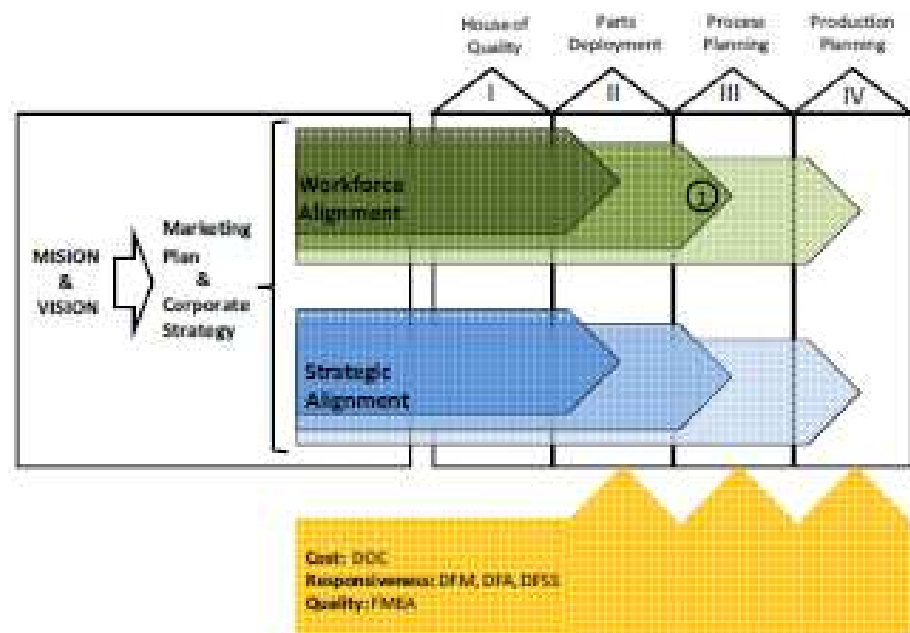 House of
Quality
Parts
Deployment
Process
Planning
Production
Planning
I
II
III
IV
Workforce
Alignment
1
MISION
&
VISION
Marketing
Plan
&
Corporate
Strategy
Strategic
Alignment
Cost: DOC
Responsiveness: DFM, DFA, DFSS
Quality: FMEA